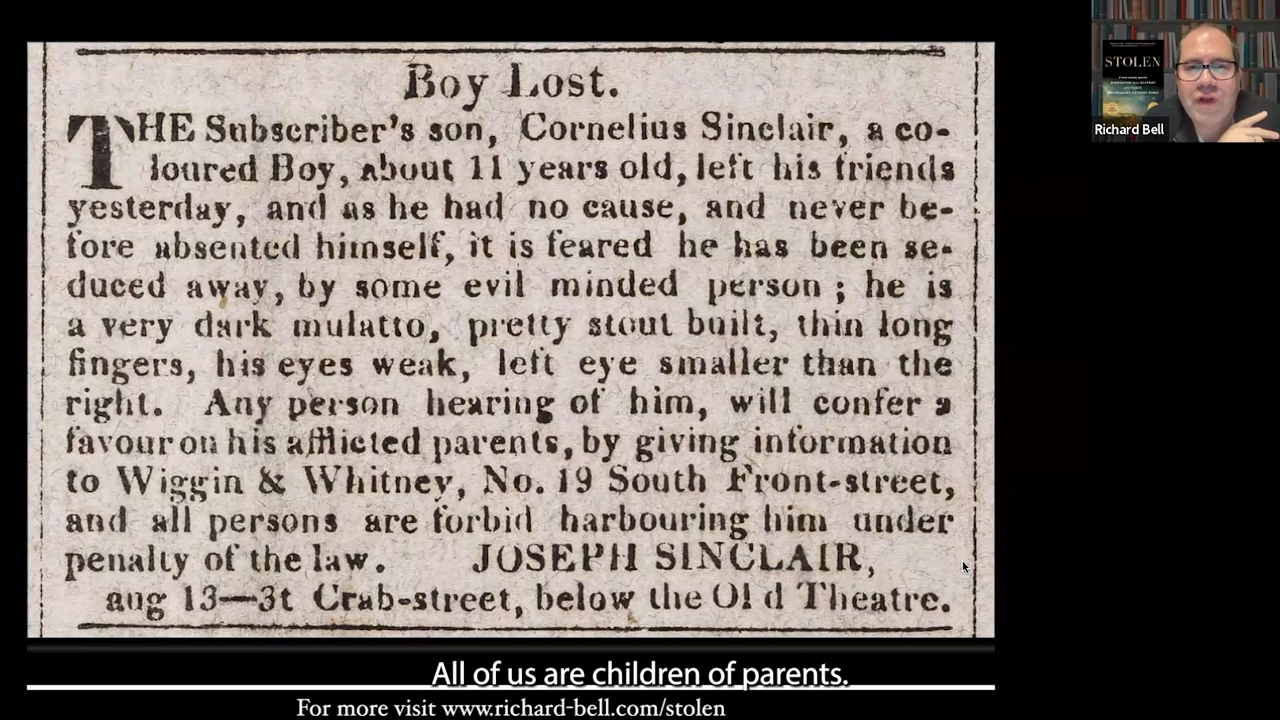 Boy Lost.
THE Subscriber's son, Cornelius Sinclair, a co-
loured Boy, about 11 years old, left his friends
yesterday, and as he had no cause, and never be-
fore absented himself, it is feared he has been se-
duced away, by some evil minded person; he is
a very dark mulatto, pretty stout built, thin long
fingers, his eyes weak, left eye smaller than the
right. Any person hearing of him, will confer a
favour on his afflicted parents, by giving information
to Wiggin & Whitney, No. 19 South Front-street,
and all persons are forbid harbouring him under
penalty of the law. JOSEPH SINCLAIR,
aug 13—3t Crab-street, below the Old Theatre.
All of us are children of parents.
For more visit www.richard-bell.com/stolen
STOLEN
Richard Bell